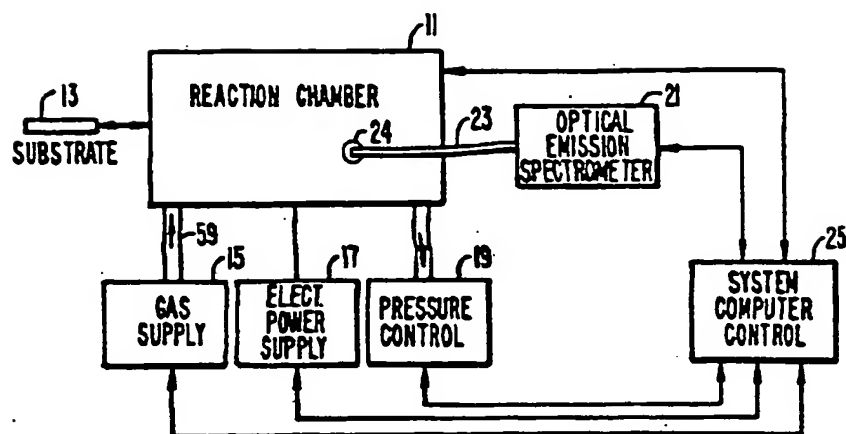 11
REACTION CHAMBER
13
SUBSTRATE
24
23
21
OPTICAL
EMISSION
SPECTROMETER
59
15
GAS
SUPPLY
17
ELECT.
POWER
SUPPLY
19
PRESSURE
CONTROL
25
SYSTEM
COMPUTER
CONTROL